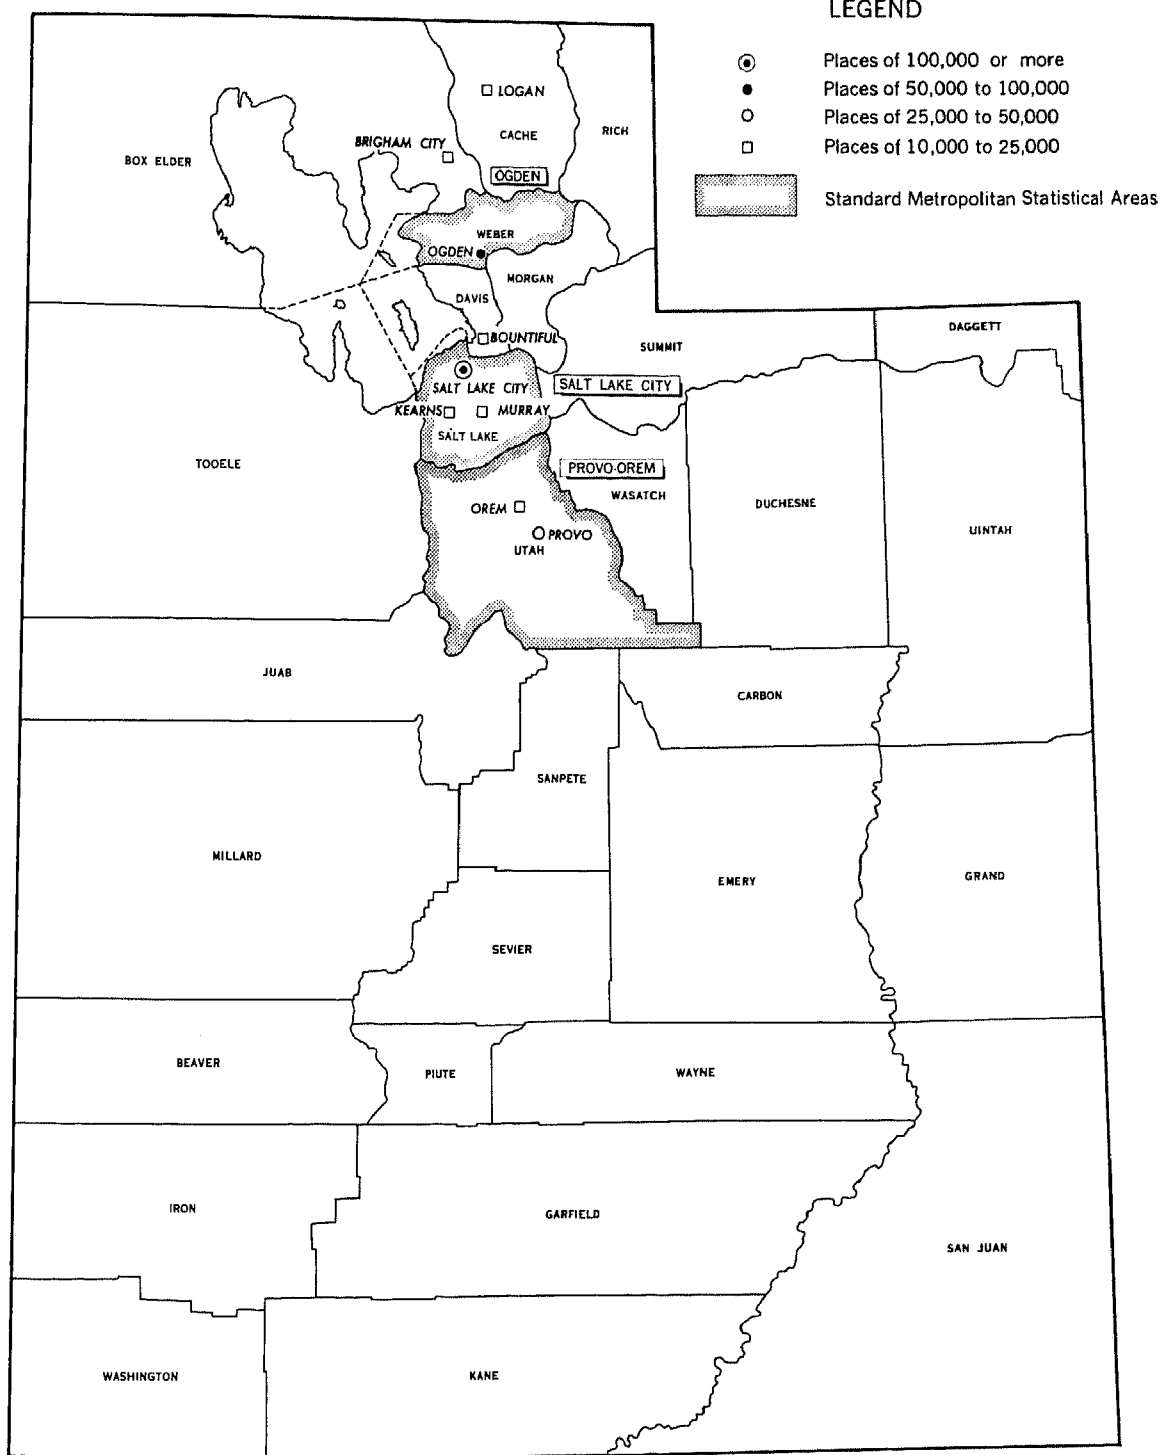 LEGEND
Places of 100,000 or more
Places of 50,000 to 100,000
Places of 25,000 to 50,000
Places of 10,000 to 25,000
Standard Metropolitan Statistical Areas
LOGAN
CACHE
RICH
BRIGHAM CITY
BOX ELDER
OGDEN
WEBER
OGDEN
MORGAN
DAVIS
BOUNTIFUL
SUMMIT
DAGGETT
SALT LAKE CITY
SALT LAKE CITY
KEARNS
MURRAY
SALT LAKE
TOOELE
PROVO-OREM
WASATCH
OREM
PROVO
UTAH
DUCHESNE
UINTAH
JUAB
CARBON
SANPETE
MILLARD
EMERY
GRAND
SEVIER
BEAVER
PIUTE
WAYNE
IRON
GARFIELD
SAN JUAN
WASHINGTON
KANE